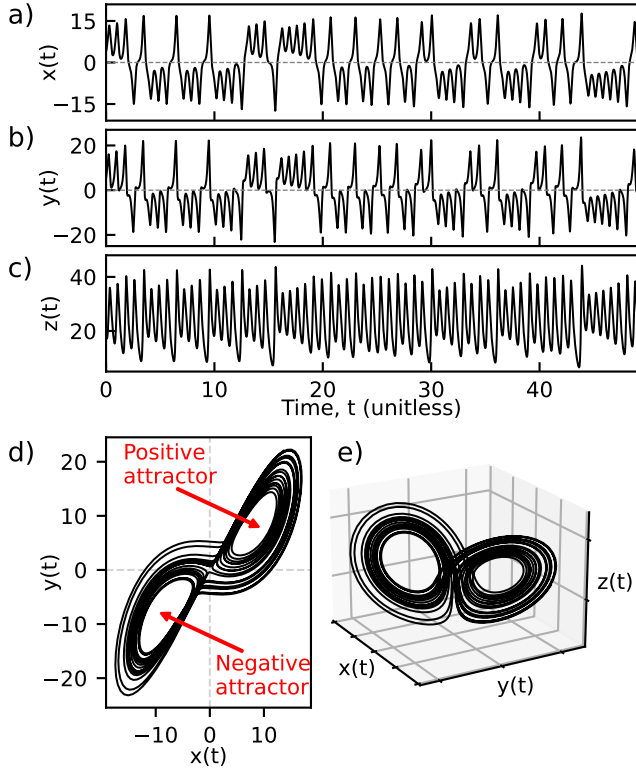 a)
x(t)
15
0
−15
b)
y(t)
20
0
−20
c)
z(t)
40
20
0
10
20
30
40
Time, t (unitless)
d)
y(t)
20
10
0
−10
−20
Positive
attractor
Negative
attractor
−10
0
10
x(t)
e)
z(t)
x(t)
y(t)